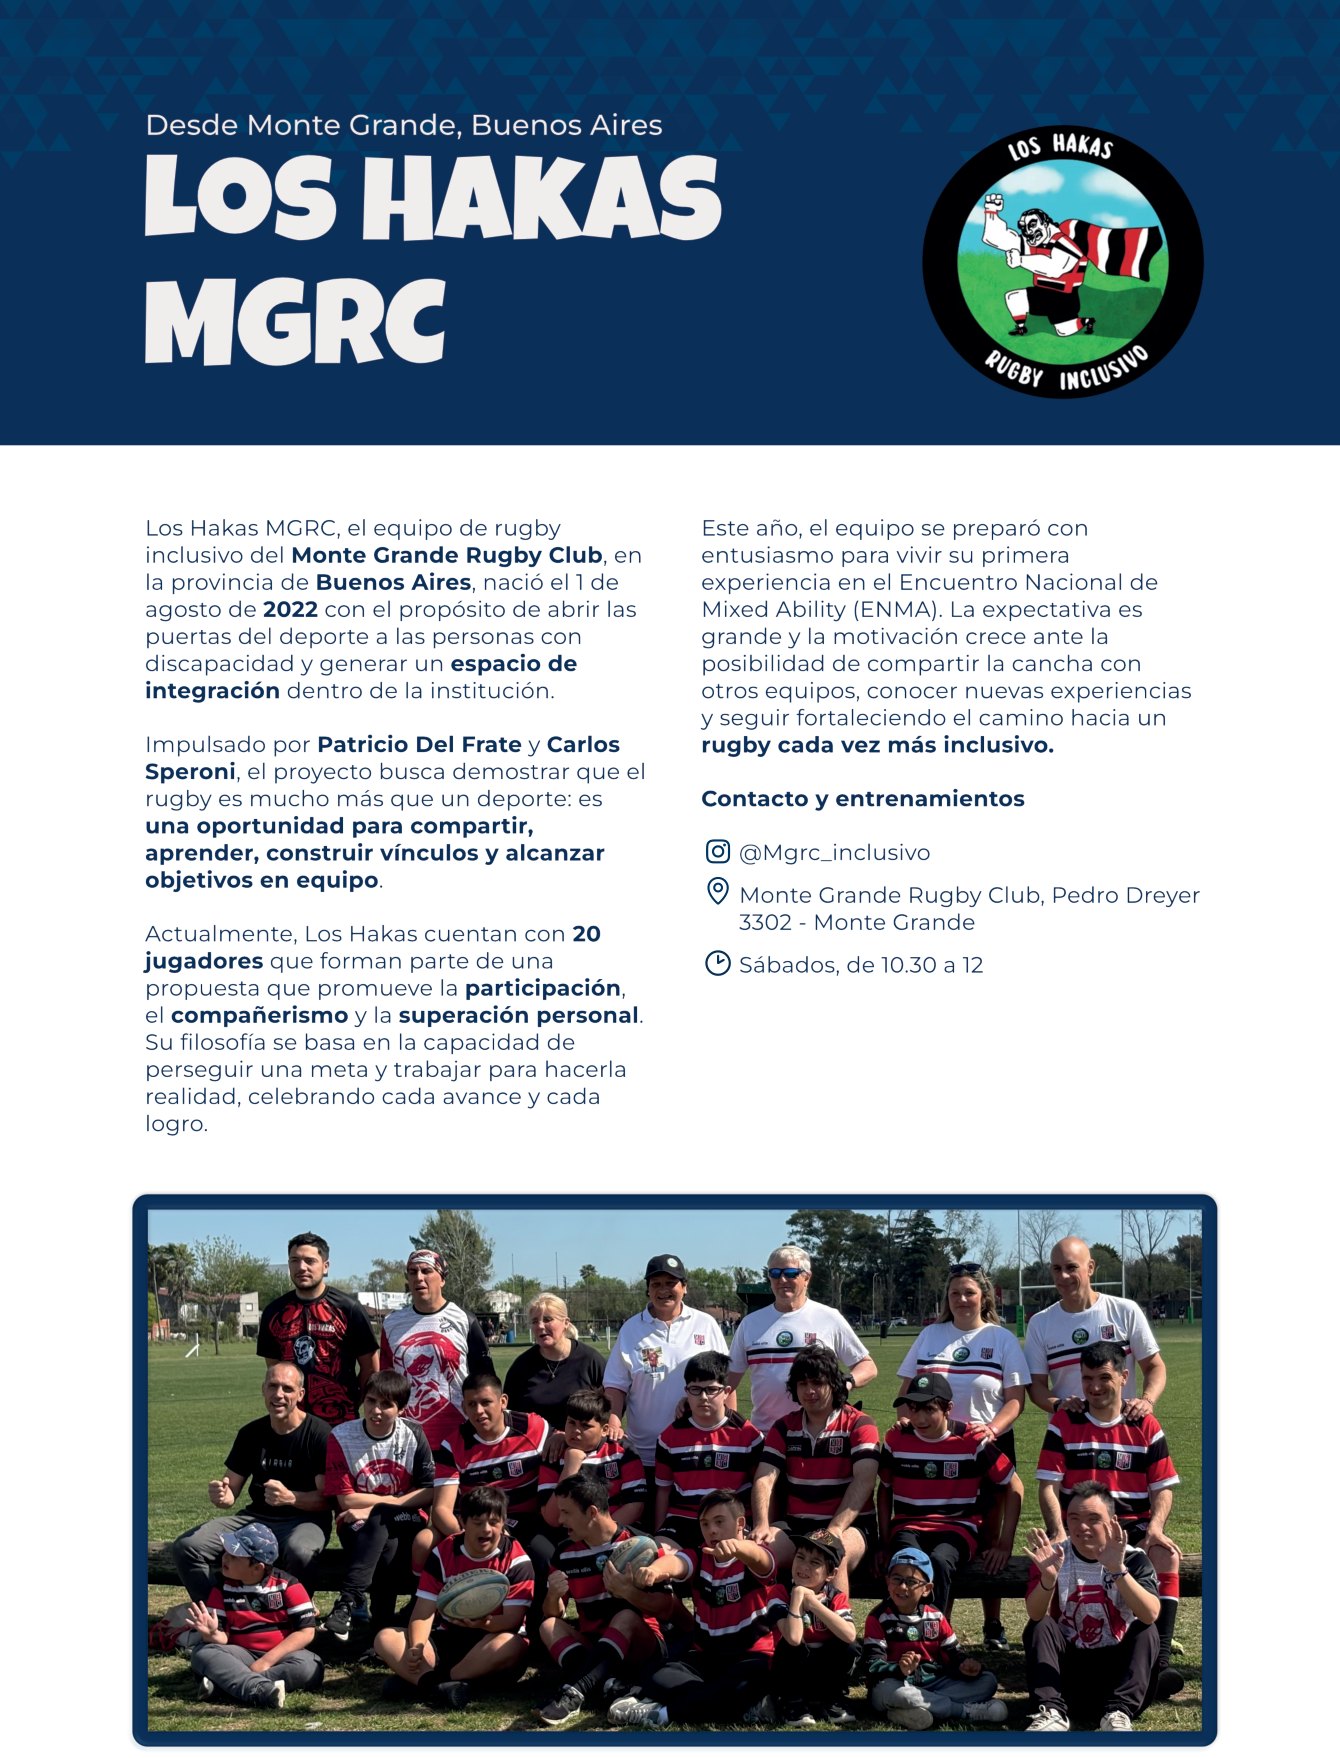 Desde Monte Grande, Buenos Aires
LOS HAKAS
MGRC
LOS HAKAS
RUGBY INCLUSIVO
Los Hakas MGRC, el equipo de rugby
inclusivo del Monte Grande Rugby Club, en
la provincia de Buenos Aires, nació el 1 de
agosto de 2022 con el propósito de abrir las
puertas del deporte a las personas con
discapacidad y generar un espacio de
integración dentro de la institución.
Impulsado por Patricio Del Frate y Carlos
Speroni, el proyecto busca demostrar que el
rugby es mucho más que un deporte: es
una oportunidad para compartir,
aprender, construir vínculos y alcanzar
objetivos en equipo.
Actualmente, Los Hakas cuentan con 20
jugadores que forman parte de una
propuesta que promueve la participación,
el compañerismo y la superación personal.
Su filosofía se basa en la capacidad de
perseguir una meta y trabajar para hacerla
realidad, celebrando cada avance y cada
logro.
Este año, el equipo se preparó con
entusiasmo para vivir su primera
experiencia en el Encuentro Nacional de
Mixed Ability (ENMA). La expectativa es
grande y la motivación crece ante la
posibilidad de compartir la cancha con
otros equipos, conocer nuevas experiencias
y seguir fortaleciendo el camino hacia un
rugby cada vez más inclusivo.
Contacto y entrenamientos
@Mgrc_inclusivo
Monte Grande Rugby Club, Pedro Dreyer
3302 - Monte Grande
Sábados, de 10.30 a 12